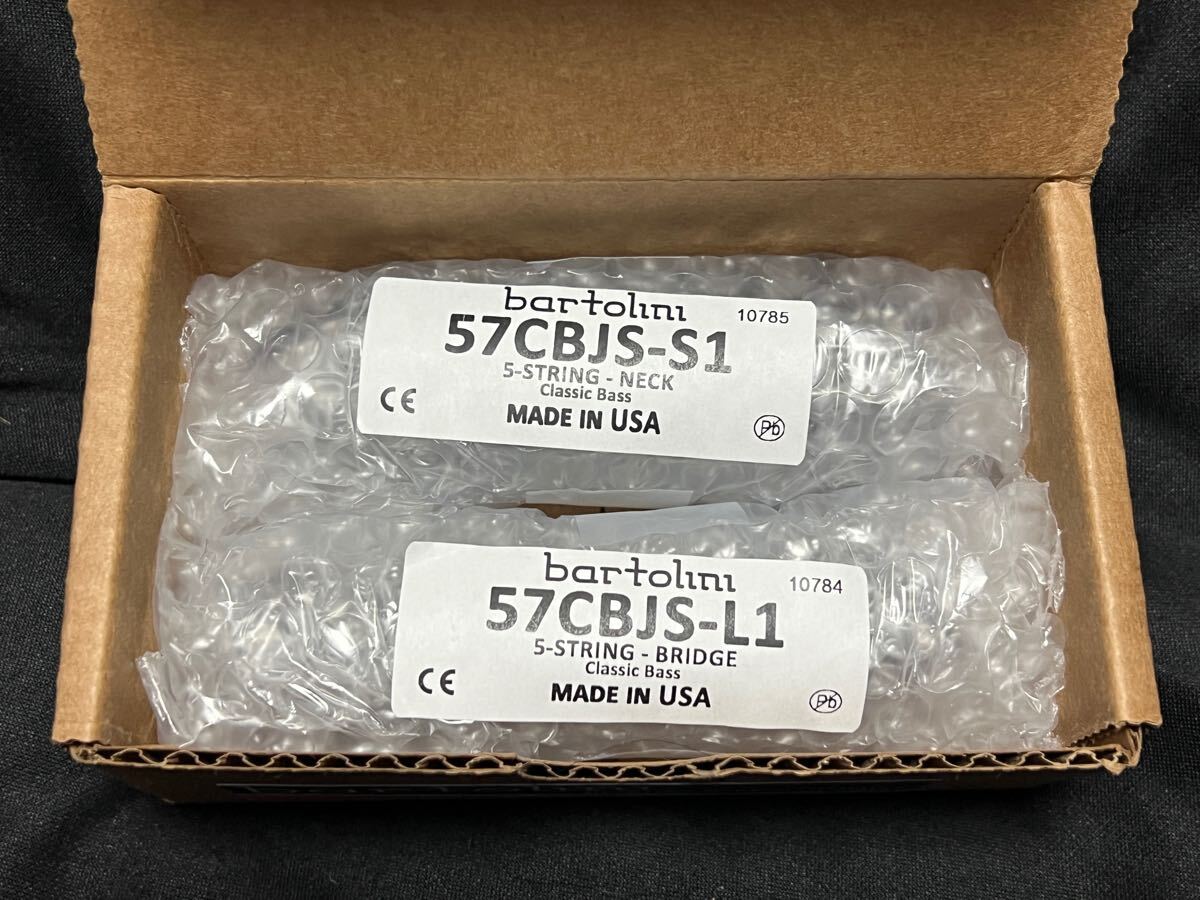 bartolini
10785
57CBJS-S1
5-STRING - NECK
Classic Bass
CE
MADE IN USA
Pb
bartolini
10784
57CBJS-L1
5-STRING - BRIDGE
Classic Bass
CE
MADE IN USA
Pb